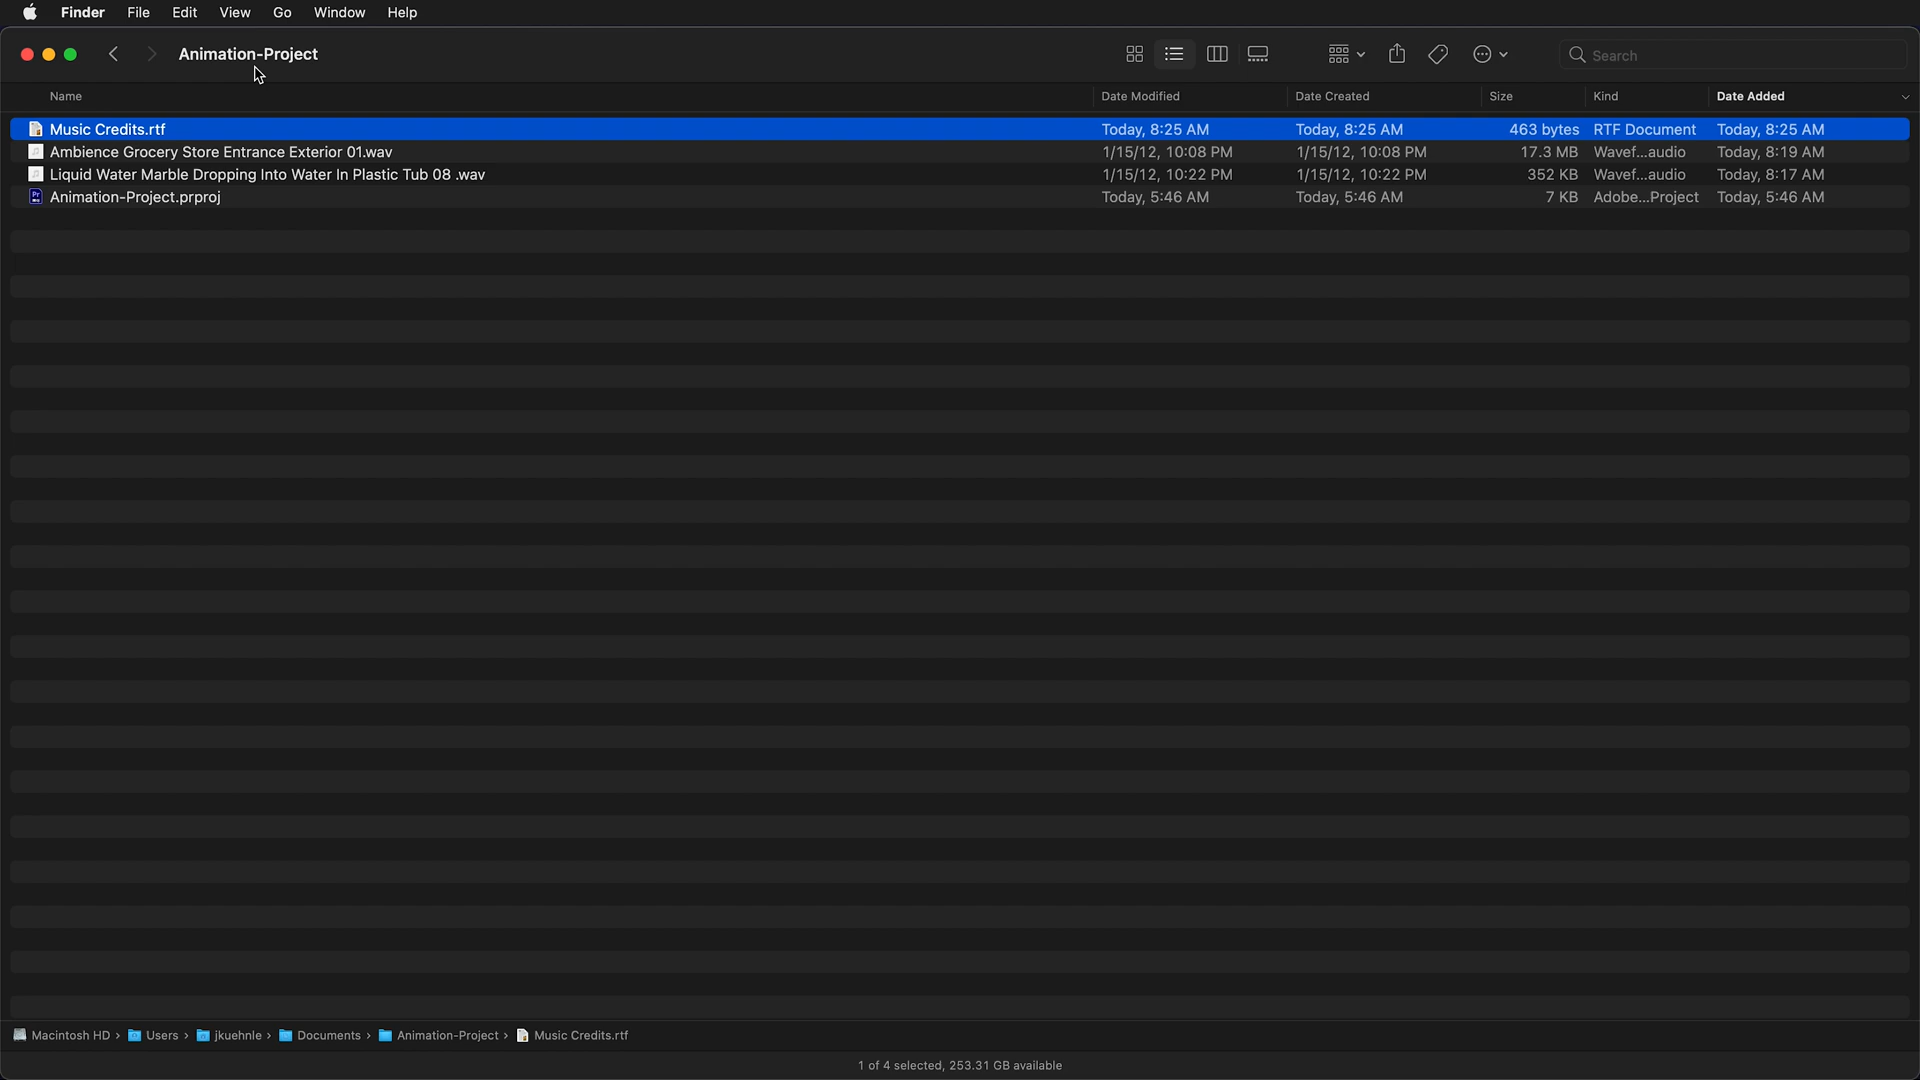 Finder File Edit View Go Window Help
Animation-Project Search
Name Date Modified Date Created Size Kind Date Added
Music Credits.rtf Today, 8:25 AM Today, 8:25 AM 463 bytes RTF Document Today, 8:25 AM
Ambience Grocery Store Entrance Exterior 01.wav 1/15/12, 10:08 PM 1/15/12, 10:08 PM 17.3 MB Wavef...audio Today, 8:19 AM
Liquid Water Marble Dropping Into Water In Plastic Tub 08 .wav 1/15/12, 10:22 PM 1/15/12, 10:22 PM 352 KB Wavef...audio Today, 8:17 AM
Pr Animation-Project.prproj Today, 5:46 AM Today, 5:46 AM 7 KB Adobe...Project Today, 5:46 AM
Macintosh HD › Users › jkuehnle › Documents › Animation-Project › Music Credits.rtf
1 of 4 selected, 253.31 GB available